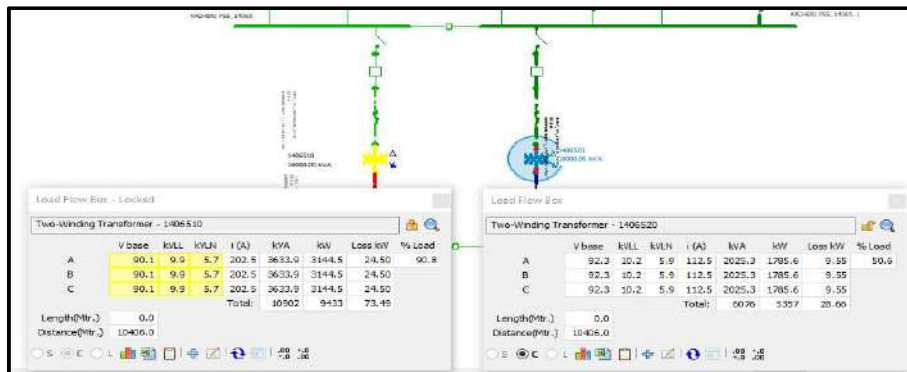 KACHERI PSS_14065
1406510
Load Flow Box - Locked
Two-Winding Transformer - 1406510
V base kVLL kVLN i (A) kVA kW Loss kW % Load
A 90.1 9.9 5.7 202.5 3633.9 3144.5 24.50 90.8
B 90.1 9.9 5.7 202.5 3633.9 3144.5 24.50
C 90.1 9.9 5.7 202.5 3633.9 3144.5 24.50
Total: 10902 9433 73.49
Length(Mtr.) 0.0
Distance(Mtr.) 10406.0
Load Flow Box
Two-Winding Transformer - 1406520
V base kVLL kVLN i (A) kVA kW Loss kW % Load
A 92.3 10.2 5.9 112.5 2025.3 1785.6 9.55 50.6
B 92.3 10.2 5.9 112.5 2025.3 1785.6 9.55
C 92.3 10.2 5.9 112.5 2025.3 1785.6 9.55
Total: 6076 5357 28.66
Length(Mtr.) 0.0
Distance(Mtr.) 10406.0